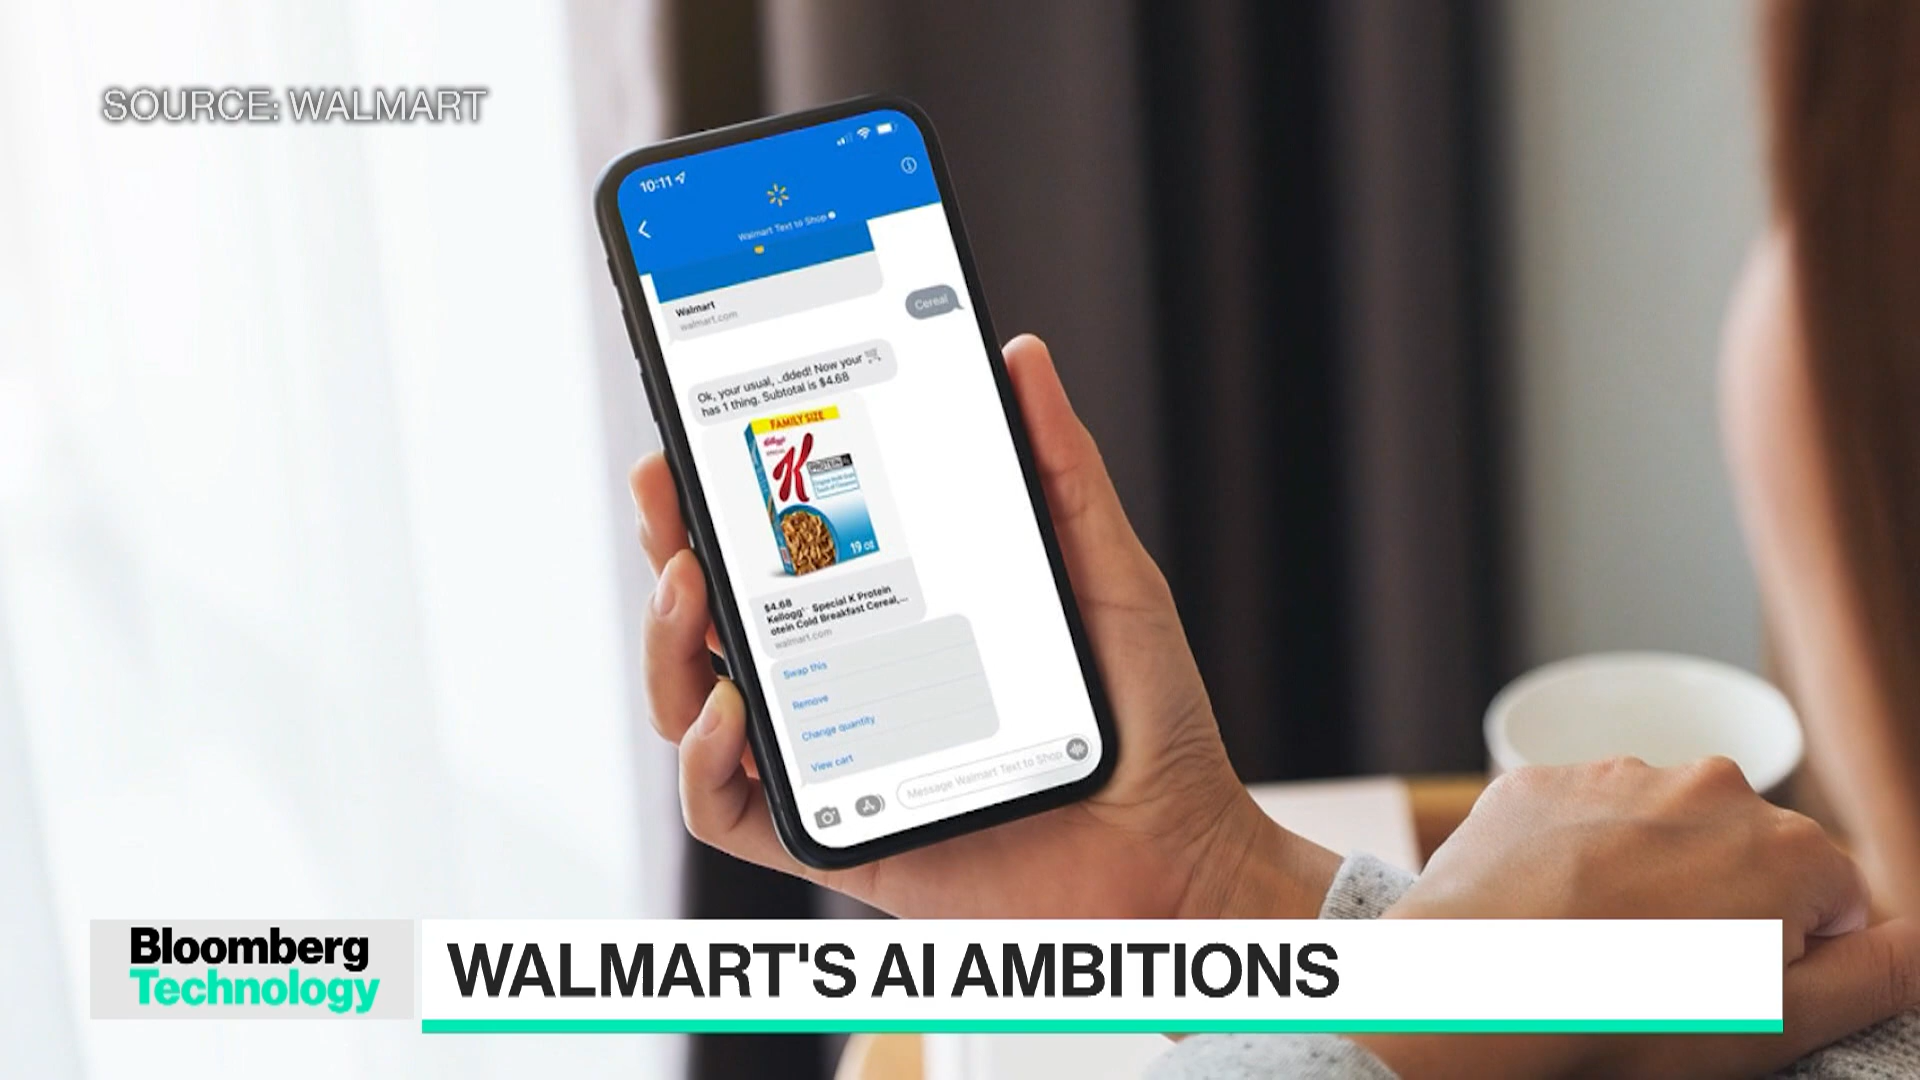 SOURCE: WALMART
10:11
Walmart Text to Shop
Walmart
walmart.com
Cereal
Ok, your usual, ..dded! Now your
has 1 thing. Subtotal is $4.68
FAMILY SIZE
Kellogg's
SPECIAL
K
PROTEIN
19 oz
$4.68
Kellogg' Special K Protein
otein Cold Breakfast Cereal,...
walmart.com
Swap this
Remove
Change quantity
View cart
Message Walmart Text to Shop
Bloomberg
Technology
WALMART'S AI AMBITIONS